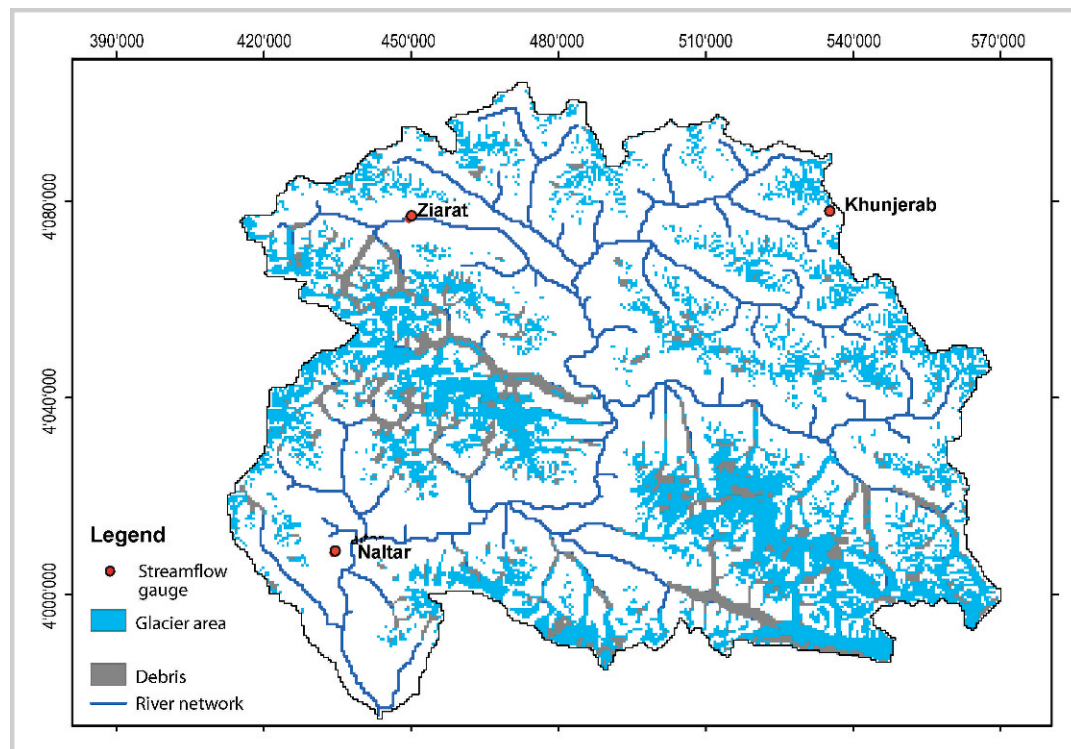 390'000 420'000 450'000 480'000 510'000 540'000 570'000
4'080'000
Ziarat
Khunjerab
4'040'000
Legend
Naltar
Streamflow
gauge
4'000'000
Glacier area
Debris
River network